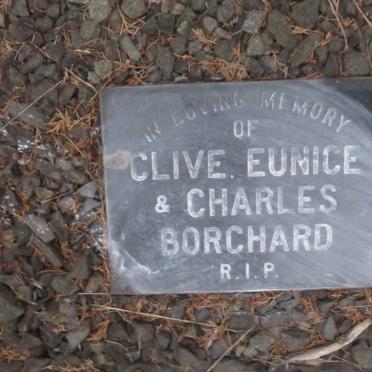 IN LOVING MEMORY
OF
CLIVE, EUNICE
& CHARLES
BORCHARD
R.I.P.